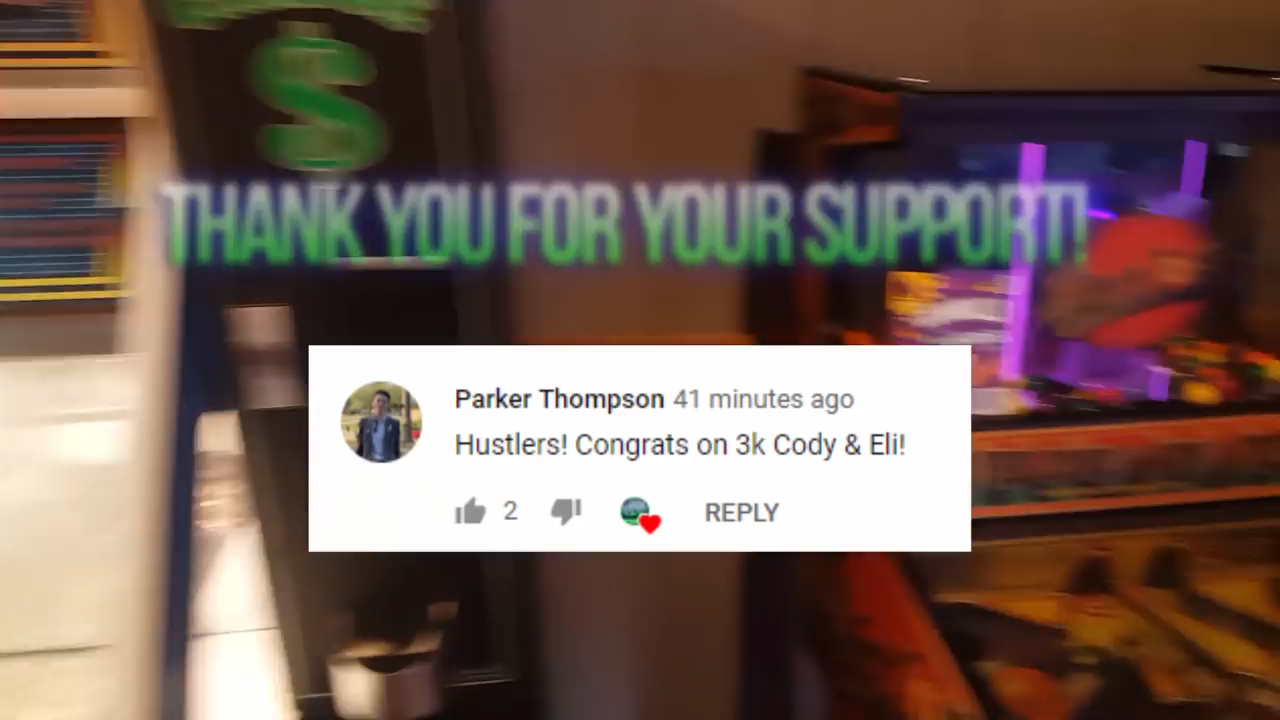 $
THANK YOU FOR YOUR SUPPORT!
Parker Thompson 41 minutes ago
Hustlers! Congrats on 3k Cody & Eli!
2
REPLY